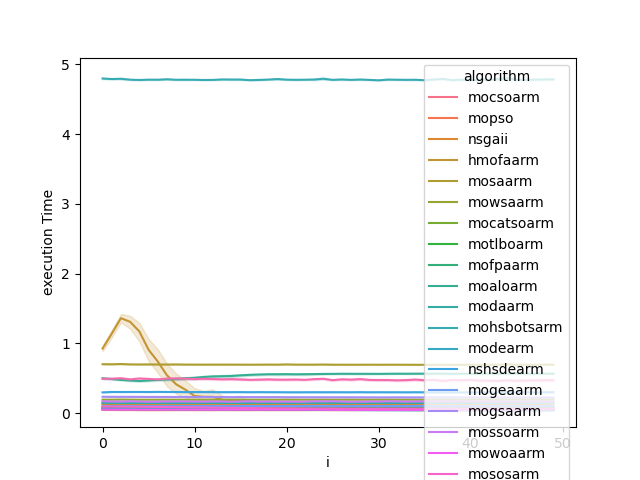 5
4
3
2
1
0
execution Time
0
10
20
30
40
50
i
algorithm
mocsoarm
mopso
nsgaii
hmofaarm
mosaarm
mowsaarm
mocatsoarm
motlboarm
mofpaarm
moaloarm
modaarm
mohsbotsarm
modearm
nshsdearm
mogeaarm
mogsaarm
mossoarm
mowoaarm
mososarm